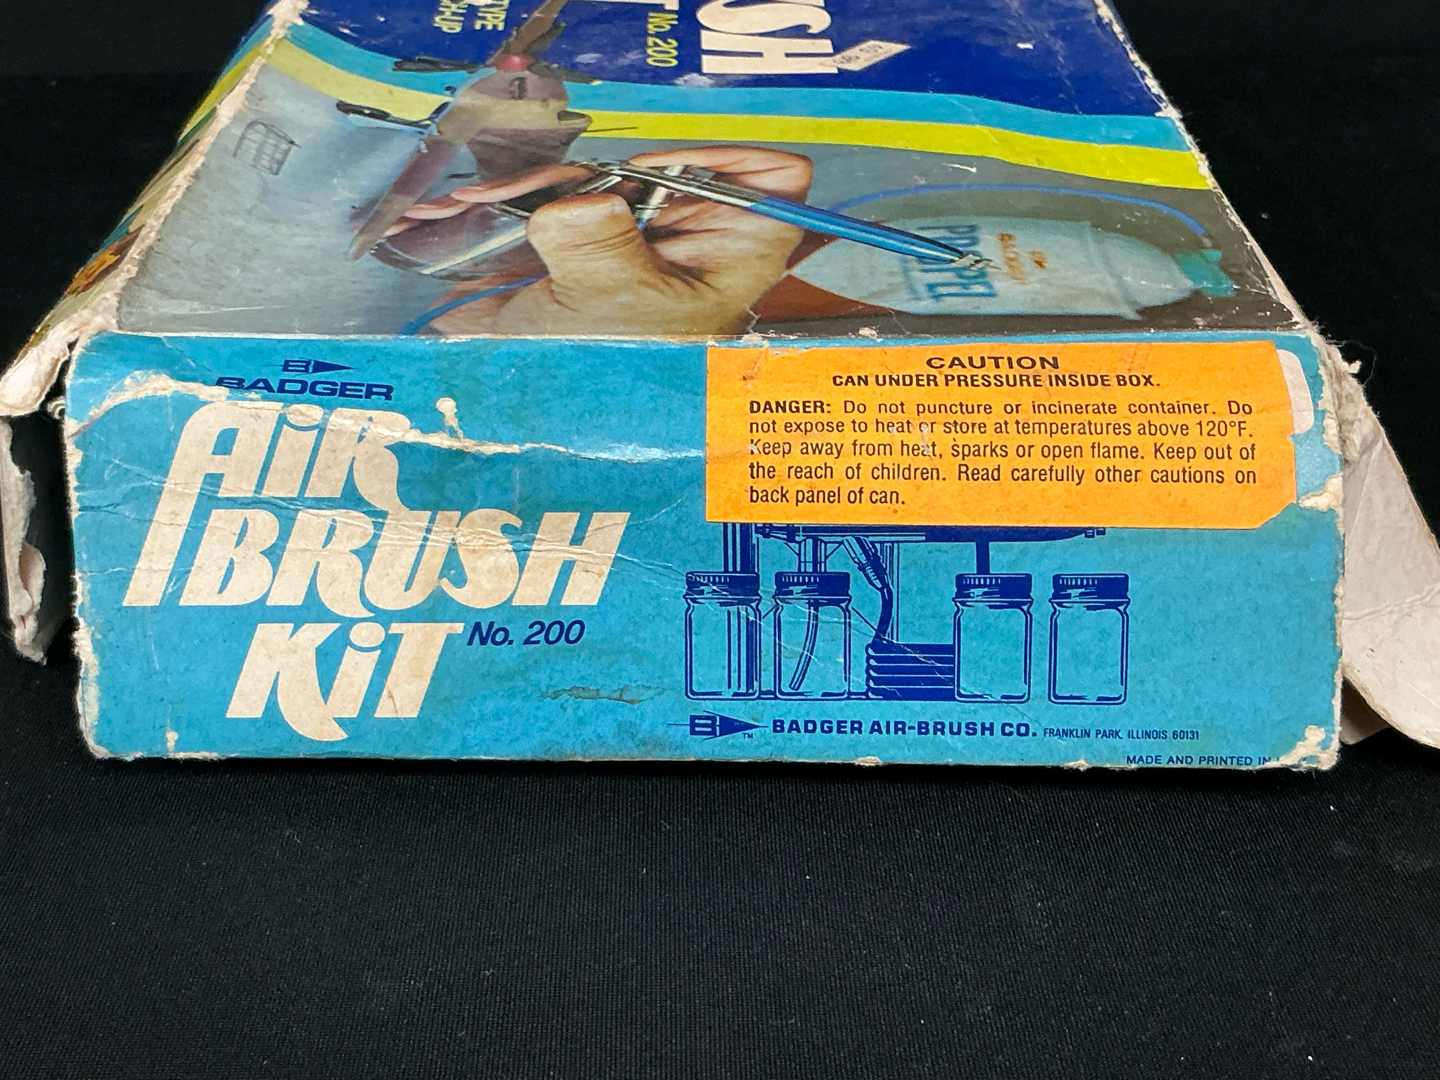 No. 200
BADGER
AiR
BRUSH
KiT
No. 200
CAUTION
CAN UNDER PRESSURE INSIDE BOX.
DANGER: Do not puncture or incinerate container. Do
not expose to heat or store at temperatures above 120°F.
Keep away from heat, sparks or open flame. Keep out of
the reach of children. Read carefully other cautions on
back panel of can.
B
BADGER AIR-BRUSH CO. FRANKLIN PARK, ILLINOIS 60131
TM
MADE AND PRINTED IN